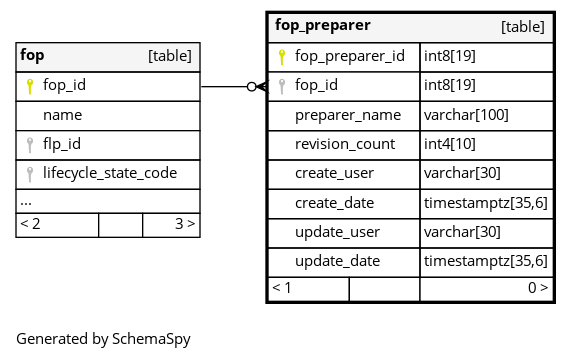 fop [table]
fop_id
name
flp_id
lifecycle_state_code
...
< 2 3 >
fop_preparer [table]
fop_preparer_id int8[19]
fop_id int8[19]
preparer_name varchar[100]
revision_count int4[10]
create_user varchar[30]
create_date timestamptz[35,6]
update_user varchar[30]
update_date timestamptz[35,6]
< 1 0 >
Generated by SchemaSpy